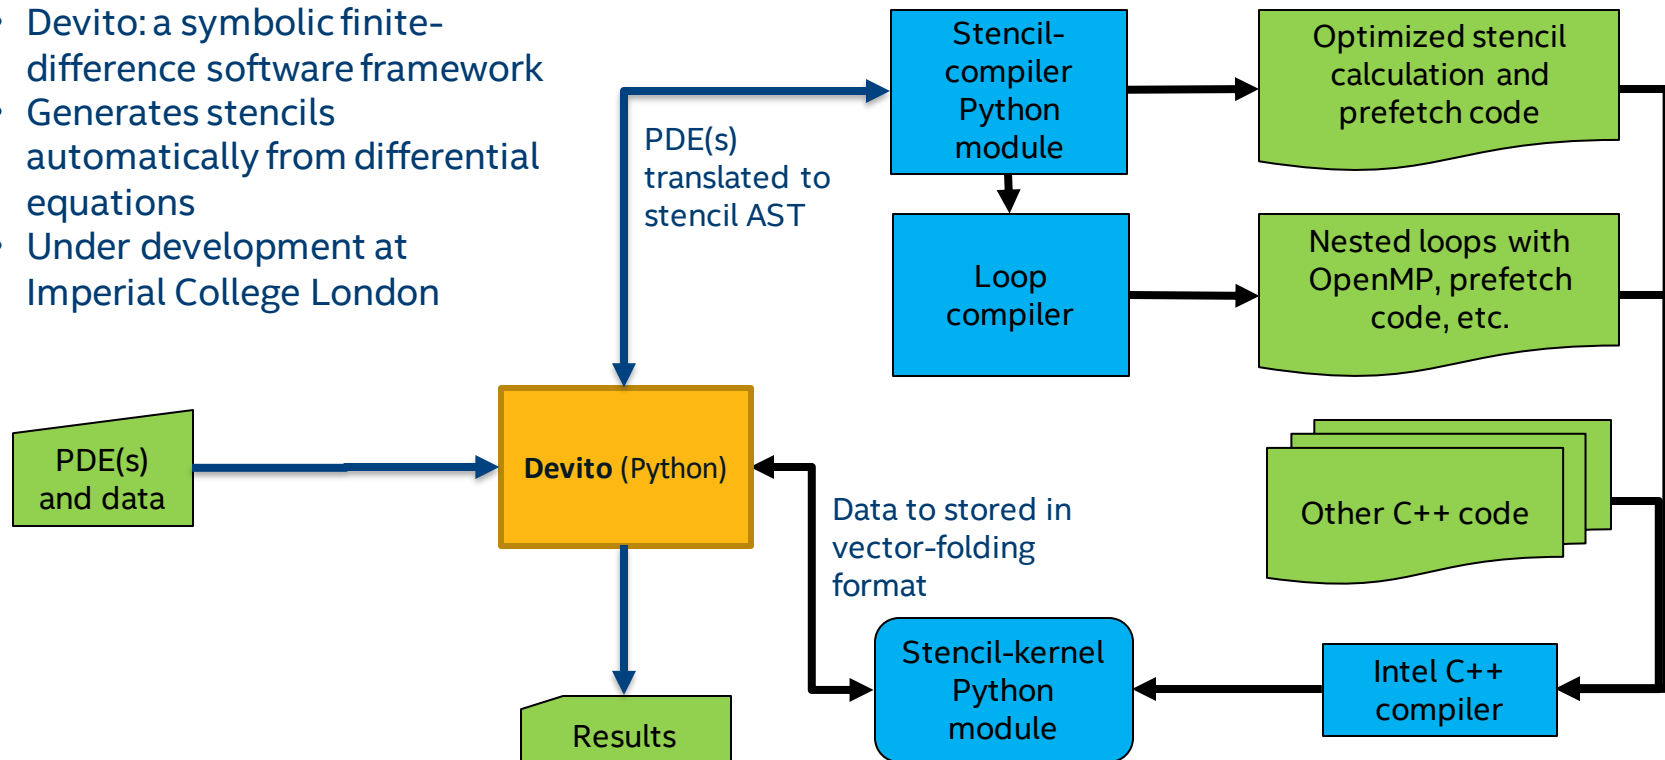 • Devito: a symbolic finite-
difference software framework
• Generates stencils
automatically from differential
equations
• Under development at
Imperial College London
PDE(s)
translated to
stencil AST
Stencil-
compiler
Python
module
Optimized stencil
calculation and
prefetch code
Loop
compiler
Nested loops with
OpenMP, prefetch
code, etc.
PDE(s)
and data
Devito (Python)
Data to stored in
vector-folding
format
Other C++ code
Stencil-kernel
Python
module
Intel C++
compiler
Results